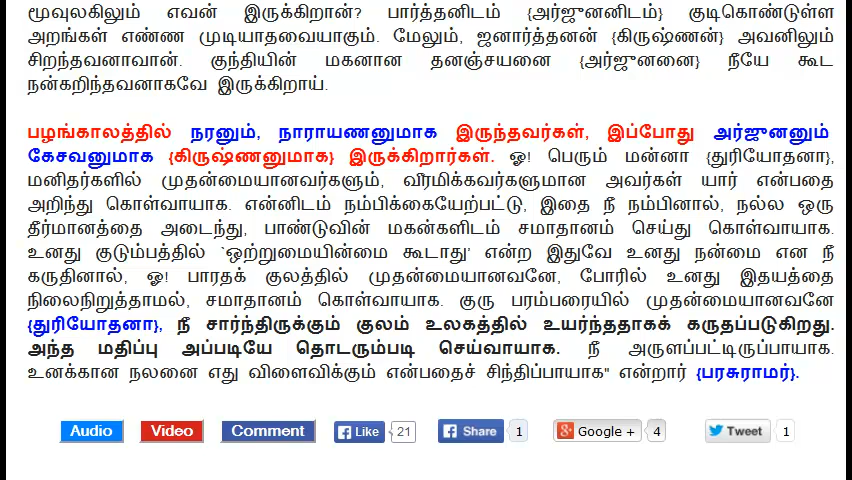 மூவுலகிலும் எவன் இருக்கிறான்? பார்த்தனிடம் {அர்ஜுனனிடம்} குடிகொண்டுள்ள
அறங்கள் எண்ண முடியாதவையாகும். மேலும், ஜனார்த்தனன் {கிருஷ்ணன்} அவனிலும்
சிறந்தவனாவான். குந்தியின் மகனான தனஞ்சயனை {அர்ஜுனனை} நீயே கூட
நன்கறிந்தவனாகவே இருக்கிறாய்.
பழங்காலத்தில் நரனும், நாராயணனுமாக இருந்தவர்கள், இப்போது அர்ஜுனனும்
கேசவனுமாக {கிருஷ்ணனுமாக} இருக்கிறார்கள். ஓ! பெரும் மன்னா {துரியோதனா},
மனிதர்களில் முதன்மையானவர்களும், வீரமிக்கவர்களுமான அவர்கள் யார் என்பதை
அறிந்து கொள்வாயாக. என்னிடம் நம்பிக்கையேற்பட்டு, இதை நீ நம்பினால், நல்ல ஒரு
தீர்மானத்தை அடைந்து, பாண்டுவின் மகன்களிடம் சமாதானம் செய்து கொள்வாயாக.
உனது குடும்பத்தில் `ஒற்றுமையின்மை கூடாது' என்ற இதுவே உனது நன்மை என நீ
கருதினால், ஓ! பாரதக் குலத்தில் முதன்மையானவனே, போரில் உனது இதயத்தை
நிலைநிறுத்தாமல், சமாதானம் கொள்வாயாக. குரு பரம்பரையில் முதன்மையானவனே
{துரியோதனா}, நீ சார்ந்திருக்கும் குலம் உலகத்தில் உயர்ந்ததாகக் கருதப்படுகிறது.
அந்த மதிப்பு அப்படியே தொடரும்படி செய்வாயாக. நீ அருளப்பட்டிருப்பாயாக.
உனக்கான நலனை எது விளைவிக்கும் என்பதைச் சிந்திப்பாயாக" என்றார் {பரசுராமர்}.
Audio Video Comment Like 21 Share 1 Google + 4 Tweet 1